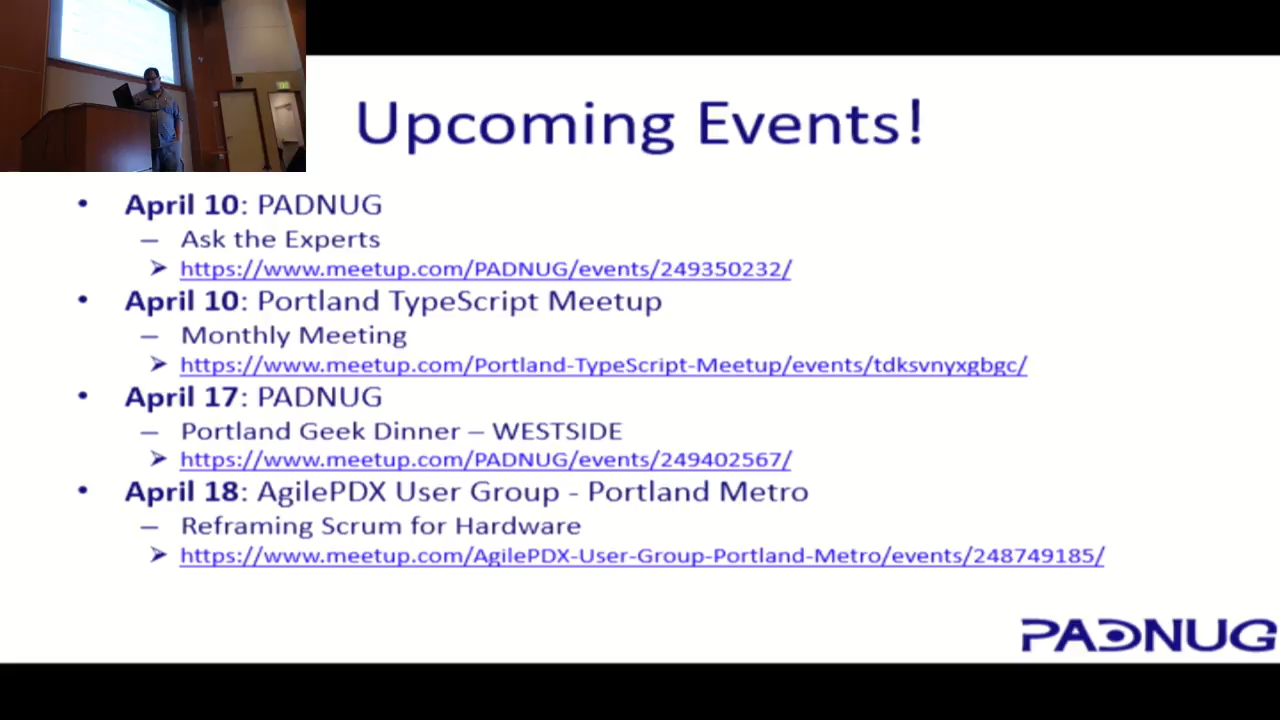 Upcoming Events!
• April 10: PADNUG
– Ask the Experts
➢ https://www.meetup.com/PADNUG/events/249350232/
• April 10: Portland TypeScript Meetup
– Monthly Meeting
➢ https://www.meetup.com/Portland-TypeScript-Meetup/events/tdksvnyxgbgc/
• April 17: PADNUG
– Portland Geek Dinner – WESTSIDE
➢ https://www.meetup.com/PADNUG/events/249402567/
• April 18: AgilePDX User Group - Portland Metro
– Reframing Scrum for Hardware
➢ https://www.meetup.com/AgilePDX-User-Group-Portland-Metro/events/248749185/
PADNUG